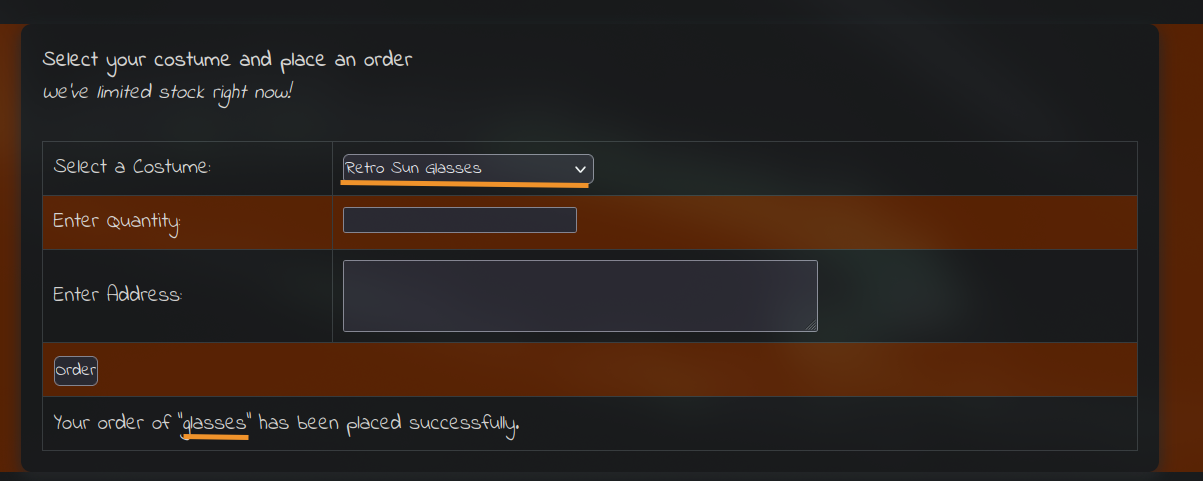 Select your costume and place an order
We've limited stock right now!
Select a Costume:
Retro Sun Glasses
Enter Quantity:
Enter Address:
Order
Your order of "glasses" has been placed successfully.